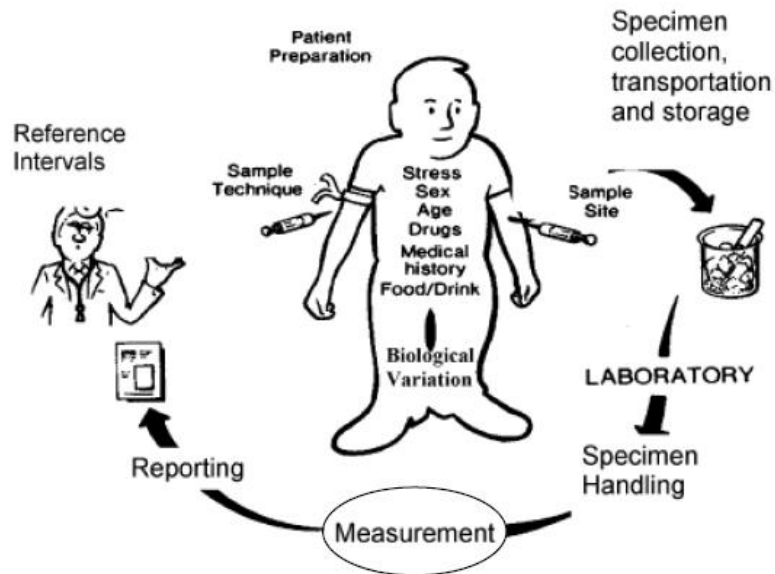 Patient
Preparation
Specimen
collection,
transportation
and storage
Reference
Intervals
Sample
Technique
Stress
Sex
Age
Drugs
Medical
history
Food/Drink
Biological
Variation
Sample
Site
LABORATORY
Specimen
Handling
Measurement
Reporting